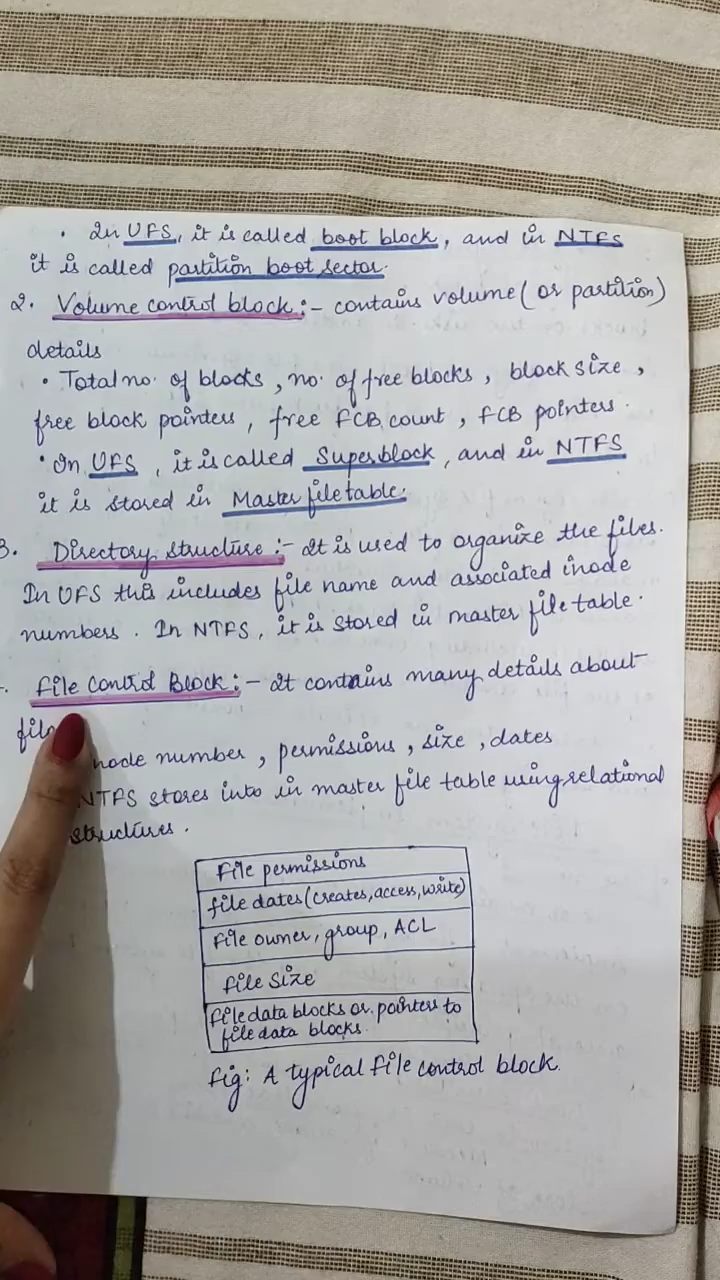 • In UFS, it is called boot block, and in NTFS
it is called partition boot sector.
2. Volume control block :- contains volume (or partition)
details
• Total no. of blocks, no. of free blocks, block size,
free block pointers, free FCB count, FCB pointers.
• In UFS, it is called Superblock, and in NTFS
it is stored in Master file table.
3. Directory structure :- It is used to organize the files.
In UFS this includes file name and associated inode
numbers. In NTFS, it is stored in master file table.
File Control Block :- It contains many details about
file
inode number, permissions, size, dates
NTFS stores into in master file table using relational
structures.
File permissions
file dates (creates, access, write)
File owner, group, ACL
file size
File data blocks or pointers to
file data blocks.
fig: A typical file control block.